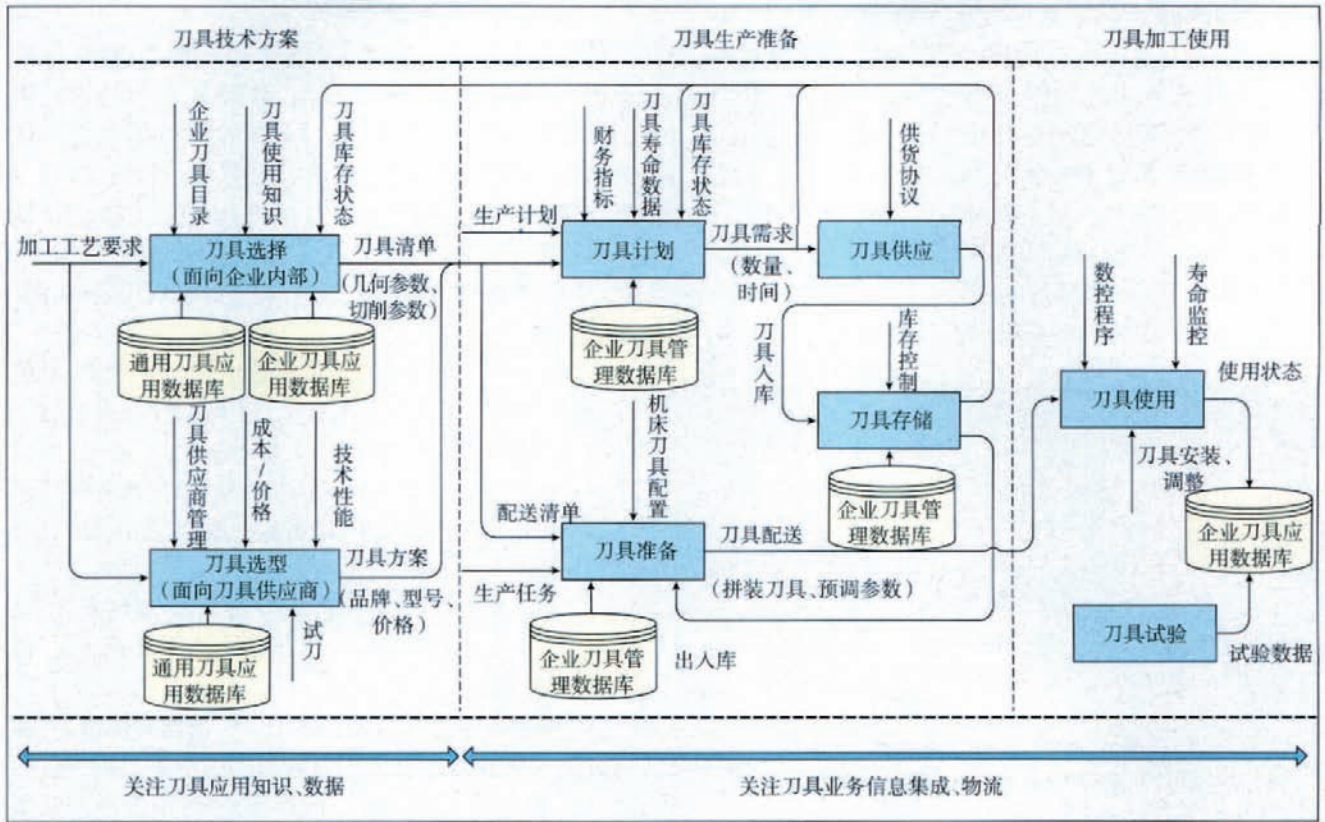 刀具技术方案
刀具生产准备
刀具加工使用
企业刀具目录
刀具使用知识
刀具库存状态
加工工艺要求
刀具选择
(面向企业内部)
刀具清单
(几何参数、
切削参数)
通用刀具应
用数据库
企业刀具应
用数据库
刀具供应商管理
成本/价格
技术性能
刀具选型
(面向刀具供应商)
刀具方案
(品牌、型号、
价格)
通用刀具应
用数据库
试刀
财务指标
刀具寿命数据
刀具库存状态
供货协议
生产计划
刀具计划
刀具需求
(数量、
时间)
刀具供应
企业刀具管
理数据库
刀具入库
库存控制
刀具存储
企业刀具管
理数据库
机床刀具配置
配送清单
刀具准备
刀具配送
(拼装刀具、预调参数)
生产任务
企业刀具管
理数据库
出入库
数控程序
寿命监控
刀具使用
使用状态
刀具安装、
调整
企业刀具应
用数据库
刀具试验
试验数据
关注刀具应用知识、数据
关注刀具业务信息集成、物流